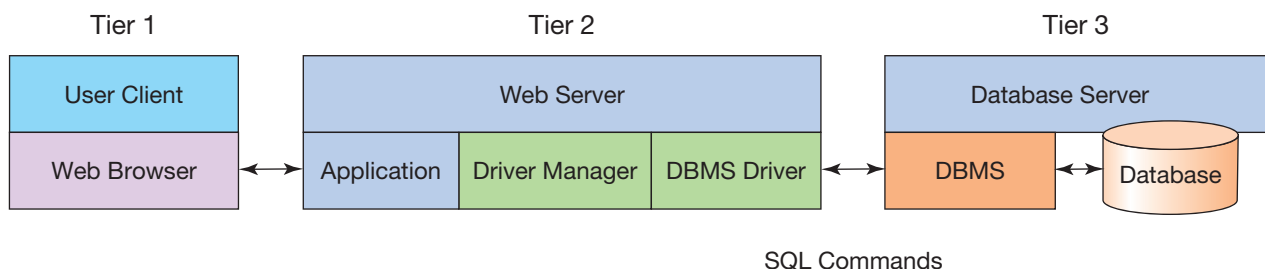 Tier 1
Tier 2
Tier 3
User Client
Web Server
Database Server
Web Browser
Application
Driver Manager
DBMS Driver
DBMS
Database
SQL Commands